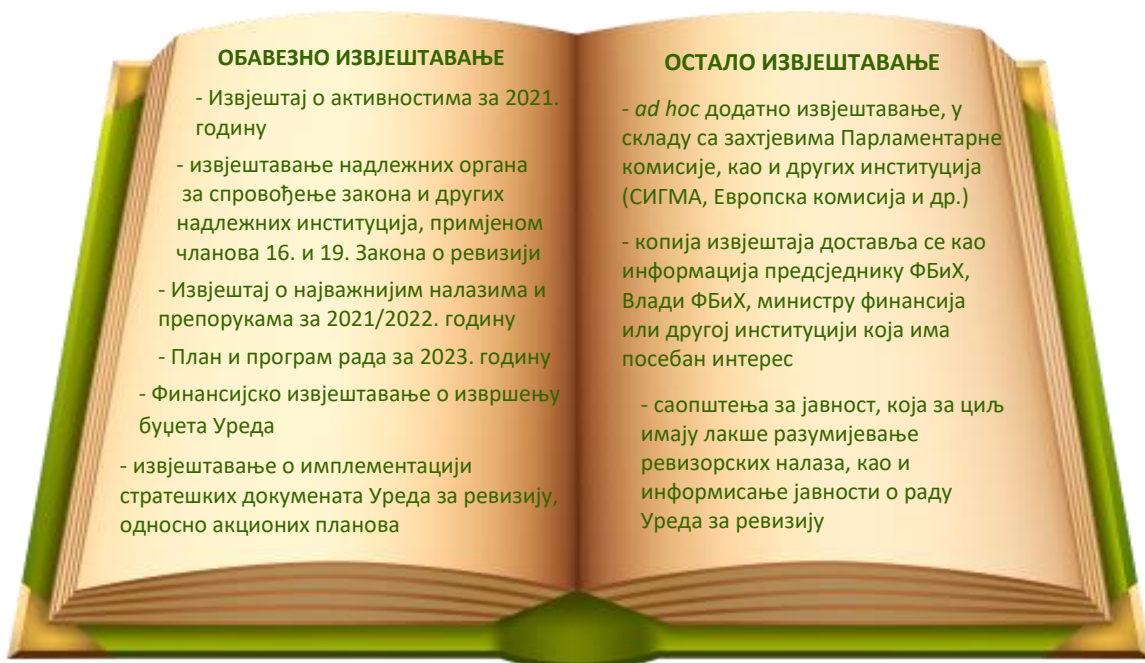 ОБАВЕЗНО ИЗВЈЕШТАВАЊЕ
- Извјештај о активностима за 2021.
годину
- извјештавање надлежних органа
за спровођење закона и других
надлежних институција, примјеном
чланова 16. и 19. Закона о ревизији
- Извјештај о најважнијим налазима и
препорукама за 2021/2022. годину
- План и програм рада за 2023. годину
- Финансијско извјештавање о извршењу
буџета Уреда
- извјештавање о имплементацији
стратешких докумената Уреда за ревизију,
односно акционих планова
ОСТАЛО ИЗВЈЕШТАВАЊЕ
- ad hoc додатно извјештавање, у
складу са захтјевима Парламентарне
комисије, као и других институција
(СИГМА, Европска комисија и др.)
- копија извјештаја доставља се као
информација предсједнику ФБиХ,
Влади ФБиХ, министру финансија
или другој институцији која има
посебан интерес
- саопштења за јавност, која за циљ
имају лакше разумијевање
ревизорских налаза, као и
информисање јавности о раду
Уреда за ревизију